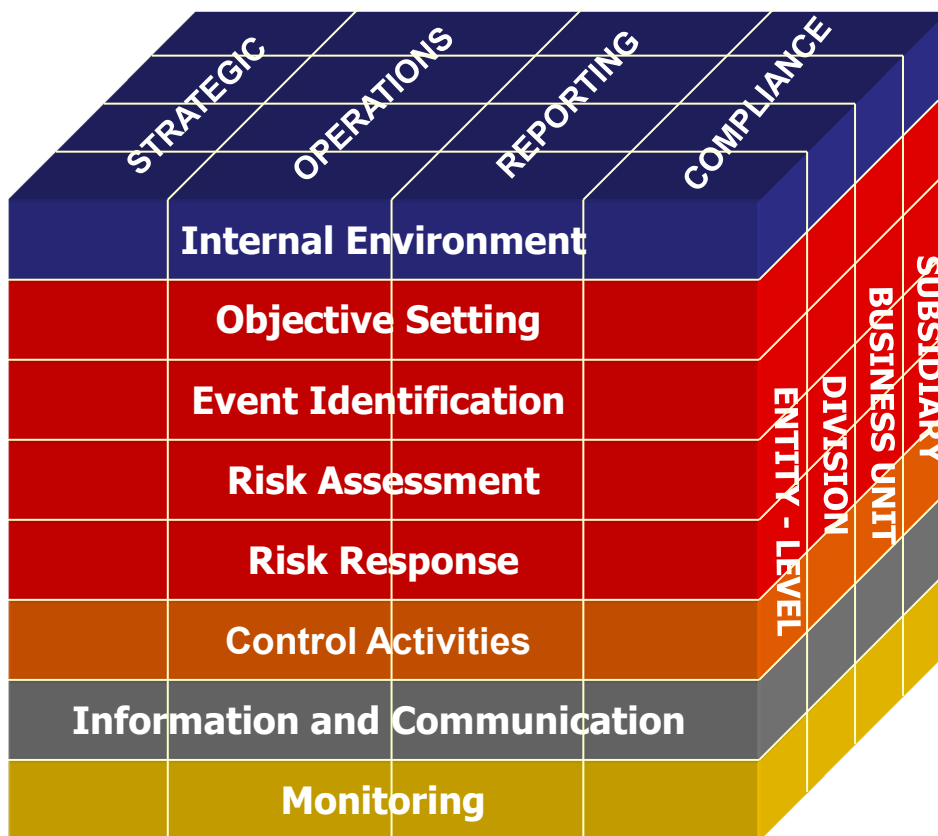 STRATEGIC
OPERATIONS
REPORTING
COMPLIANCE
Internal Environment
Objective Setting
Event Identification
Risk Assessment
Risk Response
Control Activities
Information and Communication
Monitoring
ENTITY - LEVEL
DIVISION
BUSINESS UNIT
SUBSIDIARY